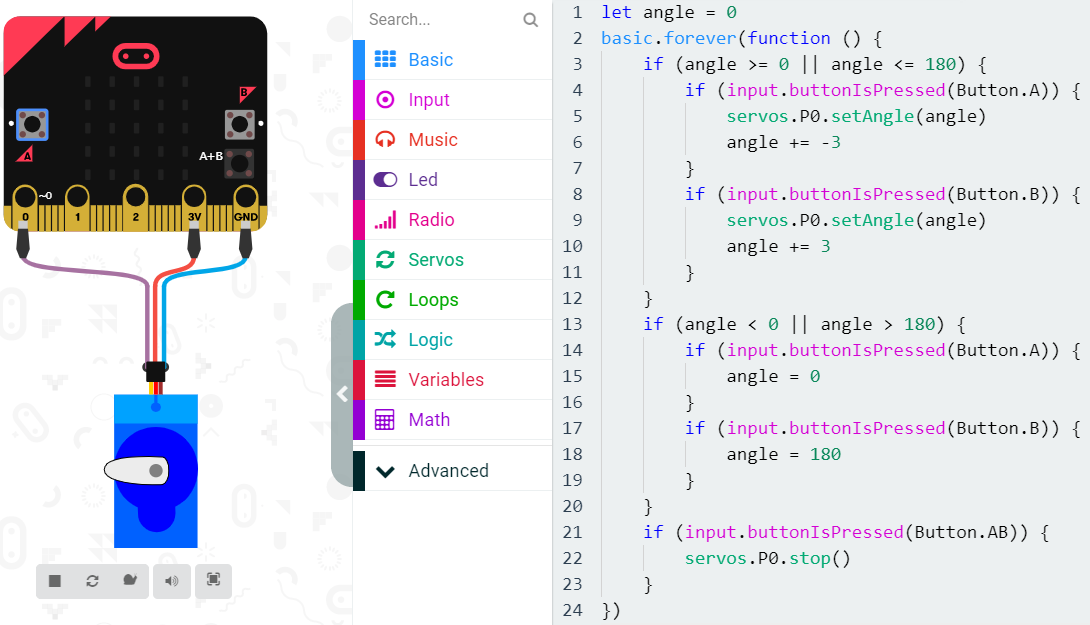 B
A
A+B
~0
0
1
2
3V
GND
Search...
Basic
Input
Music
Led
Radio
Servos
Loops
Logic
Variables
Math
Advanced
1 let angle = 0
2 basic.forever(function () {
3     if (angle >= 0 || angle <= 180) {
4         if (input.buttonIsPressed(Button.A)) {
5             servos.P0.setAngle(angle)
6             angle += -3
7         }
8         if (input.buttonIsPressed(Button.B)) {
9             servos.P0.setAngle(angle)
10             angle += 3
11         }
12     }
13     if (angle < 0 || angle > 180) {
14         if (input.buttonIsPressed(Button.A)) {
15             angle = 0
16         }
17         if (input.buttonIsPressed(Button.B)) {
18             angle = 180
19         }
20     }
21     if (input.buttonIsPressed(Button.AB)) {
22         servos.P0.stop()
23     }
24 })